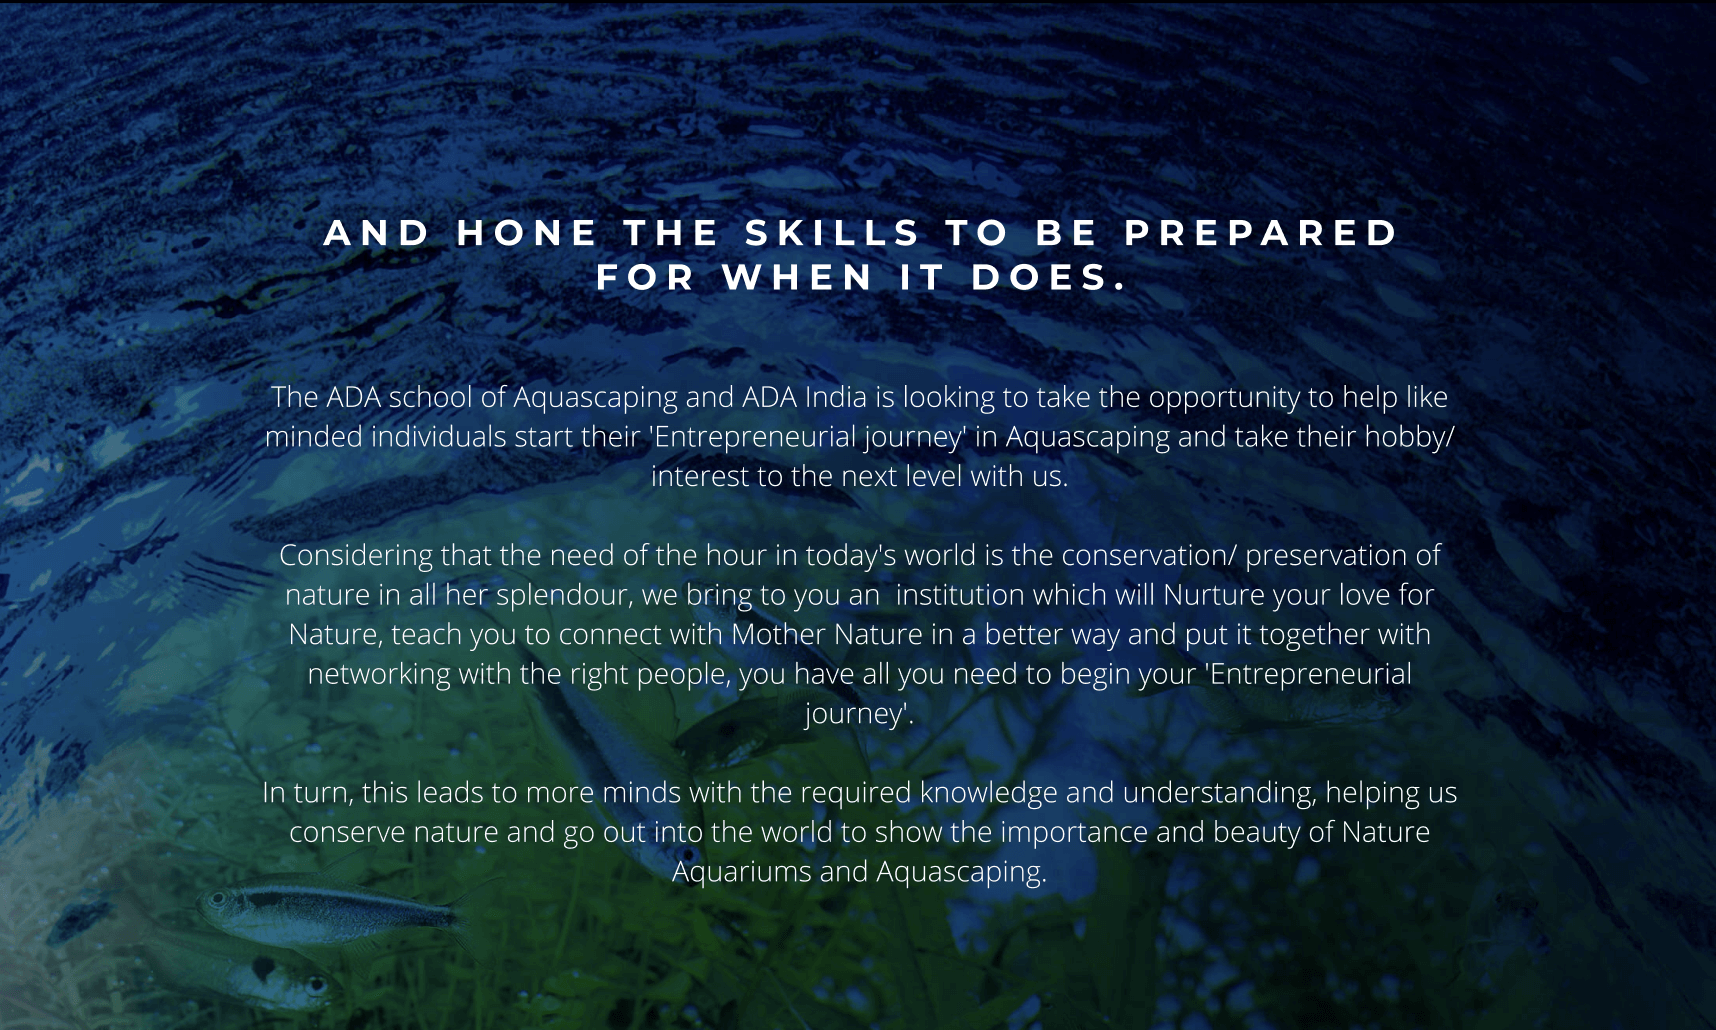 AND HONE THE SKILLS TO BE PREPARED
FOR WHEN IT DOES.
The ADA school of Aquascaping and ADA India is looking to take the opportunity to help like
minded individuals start their 'Entrepreneurial journey' in Aquascaping and take their hobby/
interest to the next level with us.
Considering that the need of the hour in today's world is the conservation/ preservation of
nature in all her splendour, we bring to you an  institution which will Nurture your love for
Nature, teach you to connect with Mother Nature in a better way and put it together with
networking with the right people, you have all you need to begin your 'Entrepreneurial
journey'.
In turn, this leads to more minds with the required knowledge and understanding, helping us
conserve nature and go out into the world to show the importance and beauty of Nature
Aquariums and Aquascaping.